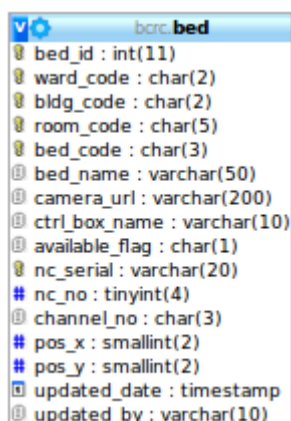 bcrc.bed
bed_id : int(11)
ward_code : char(2)
bldg_code : char(2)
room_code : char(5)
bed_code : char(3)
bed_name : varchar(50)
camera_url : varchar(200)
ctrl_box_name : varchar(10)
available_flag : char(1)
nc_serial : varchar(20)
# nc_no : tinyint(4)
channel_no : char(3)
# pos_x : smallint(2)
# pos_y : smallint(2)
updated_date : timestamp
updated_by : varchar(10)